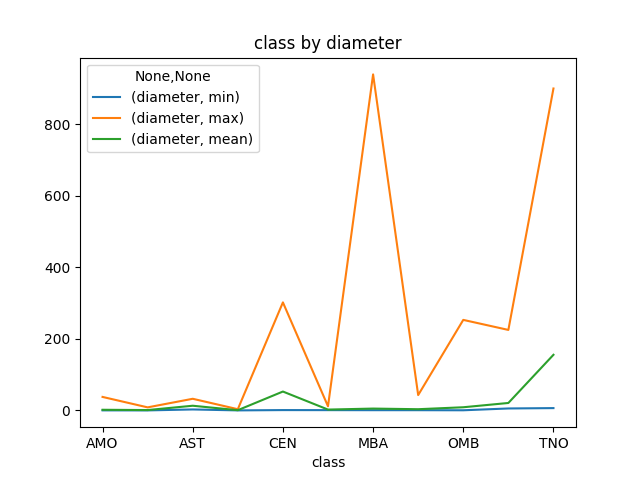 class by diameter
None,None
(diameter, min)
(diameter, max)
(diameter, mean)
800
600
400
200
0
AMO AST CEN MBA OMB TNO
class